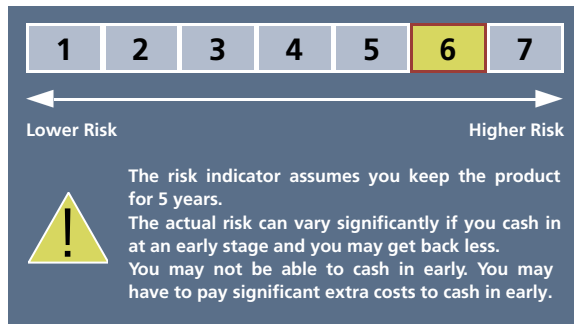 1 2 3 4 5 6 7
Lower Risk Higher Risk
The risk indicator assumes you keep the product
for 5 years.
The actual risk can vary significantly if you cash in
at an early stage and you may get back less.
You may not be able to cash in early. You may
have to pay significant extra costs to cash in early.